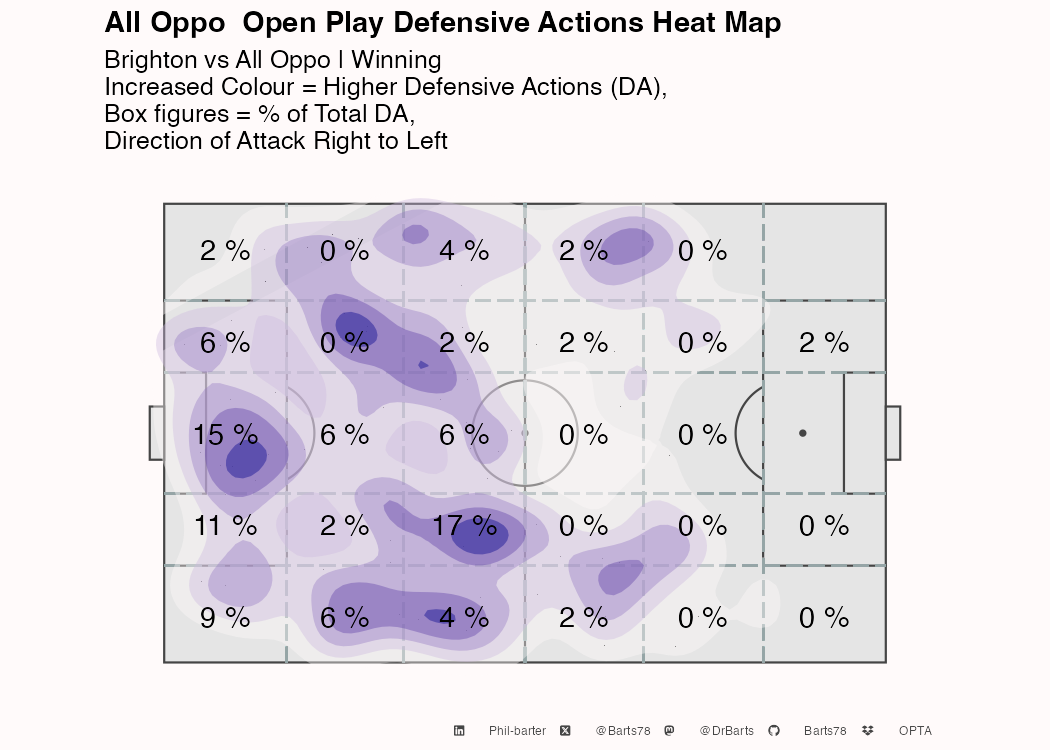 All Oppo  Open Play Defensive Actions Heat Map
Brighton vs All Oppo | Winning
Increased Colour = Higher Defensive Actions (DA),
Box figures = % of Total DA,
Direction of Attack Right to Left
2 % 0 % 4 % 2 % 0 %
6 % 0 % 2 % 2 % 0 % 2 %
15 % 6 % 6 % 0 % 0 %
11 % 2 % 17 % 0 % 0 % 0 %
9 % 6 % 4 % 2 % 0 % 0 %
Phil-barter @Barts78 @DrBarts Barts78 OPTA